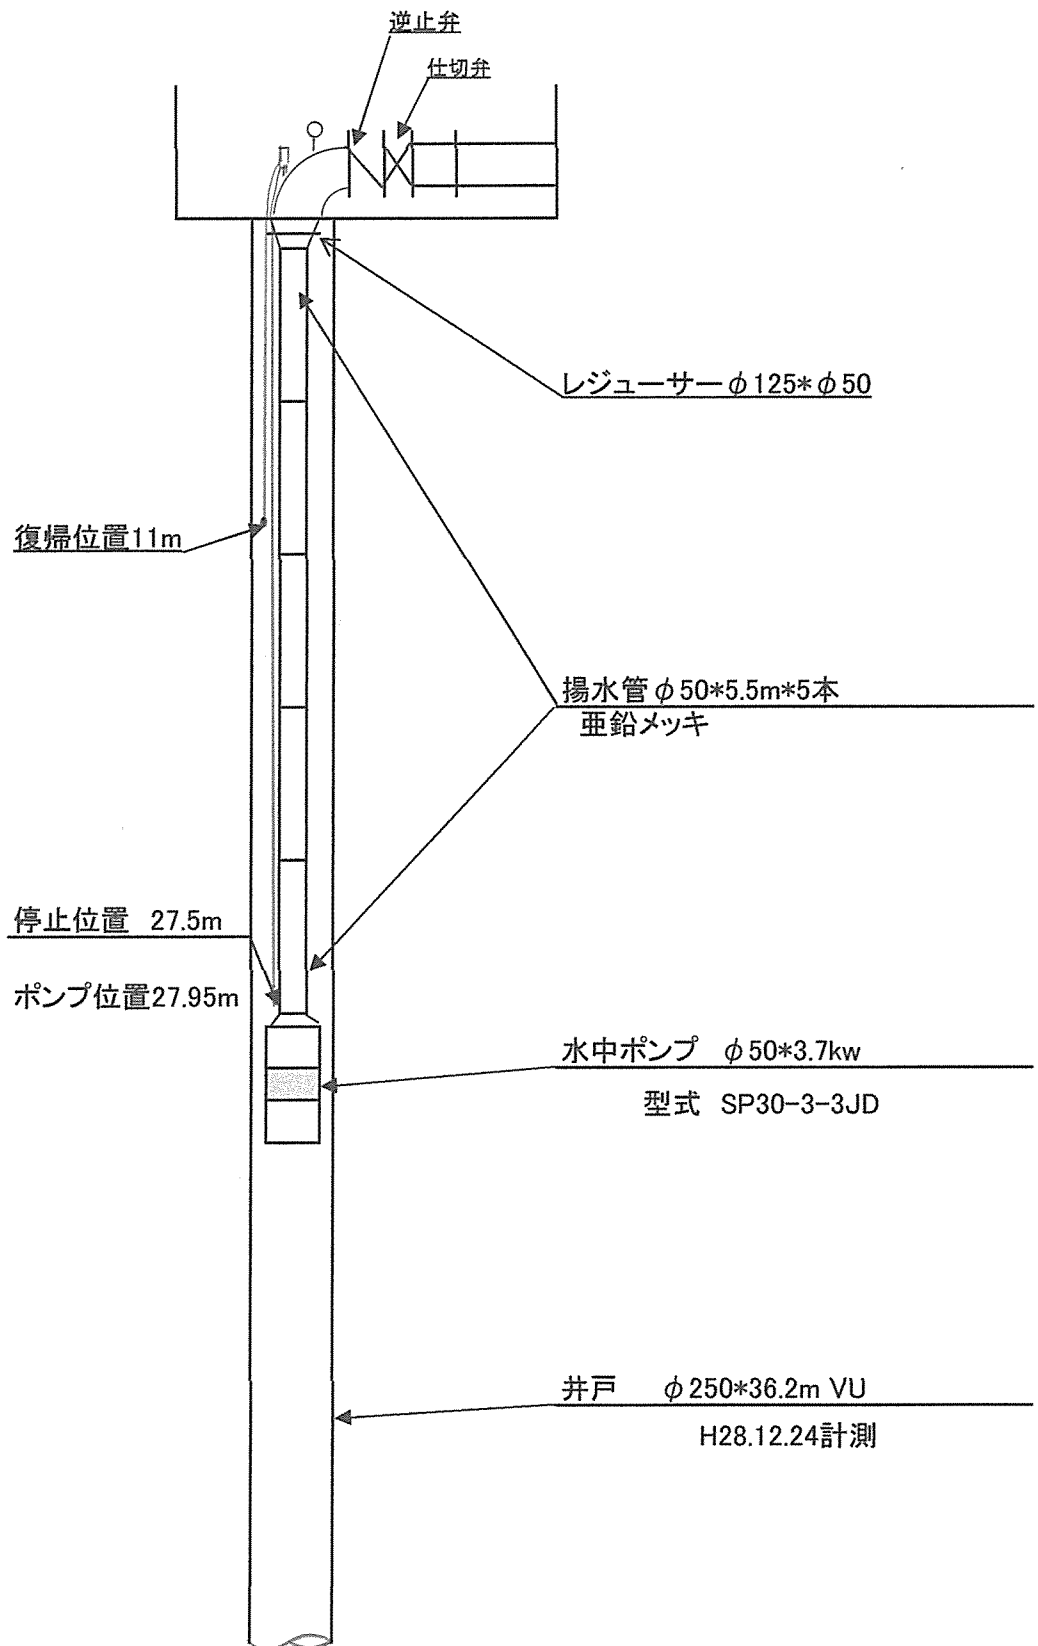 逆止弁
仕切弁
レジューサーφ125*φ50
復帰位置11m
揚水管φ50*5.5m*5本
亜鉛メッキ
停止位置 27.5m
ポンプ位置27.95m
水中ポンプ φ50*3.7kw
型式 SP30-3-3JD
井戸 φ250*36.2m VU
H28.12.24計測